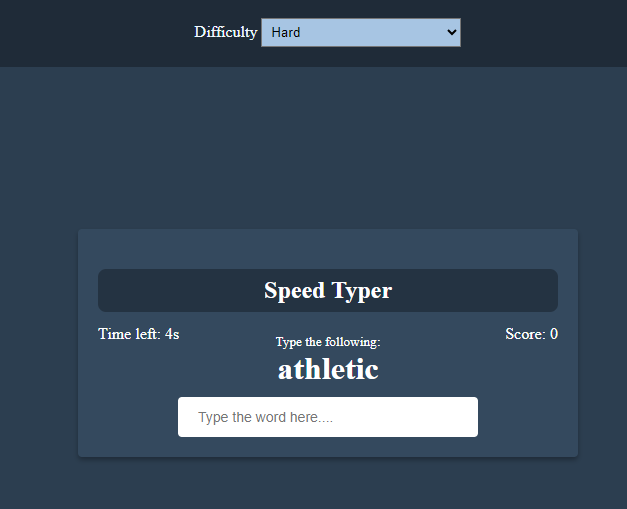 Difficulty Hard
Speed Typer
Time left: 4s
Score: 0
Type the following:
athletic
Type the word here....